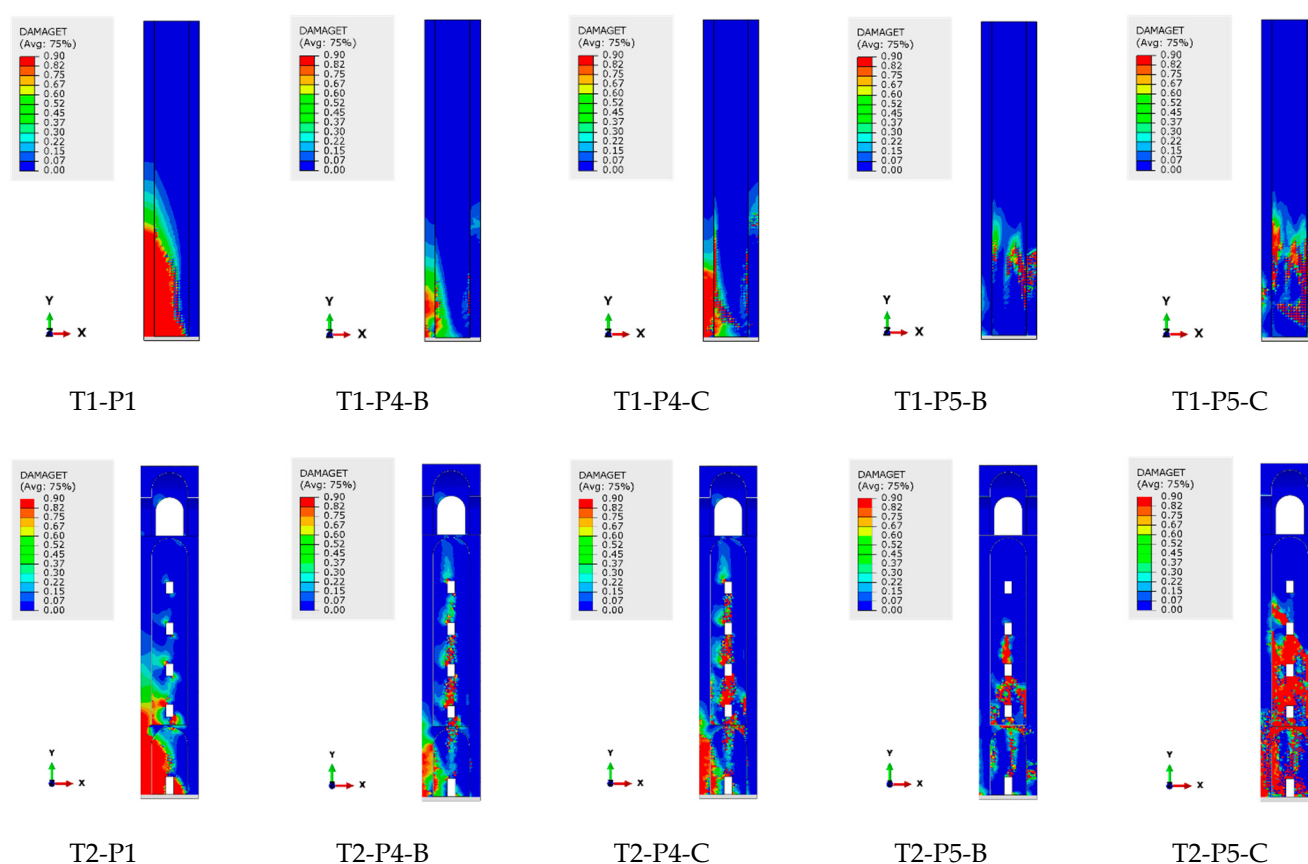 DAMAGET
(Avg: 75%)
0.90
0.82
0.75
0.67
0.60
0.52
0.45
0.37
0.30
0.22
0.15
0.07
0.00
Y
Z X
T1-P1
DAMAGET
(Avg: 75%)
0.90
0.82
0.75
0.67
0.60
0.52
0.45
0.37
0.30
0.22
0.15
0.07
0.00
Y
Z X
T1-P4-B
DAMAGET
(Avg: 75%)
0.90
0.82
0.75
0.67
0.60
0.52
0.45
0.37
0.30
0.22
0.15
0.07
0.00
Y
Z X
T1-P4-C
DAMAGET
(Avg: 75%)
0.90
0.82
0.75
0.67
0.60
0.52
0.45
0.37
0.30
0.22
0.15
0.07
0.00
Y
Z X
T1-P5-B
DAMAGET
(Avg: 75%)
0.90
0.82
0.75
0.67
0.60
0.52
0.45
0.37
0.30
0.22
0.15
0.07
0.00
Y
Z X
T1-P5-C
DAMAGET
(Avg: 75%)
0.90
0.82
0.75
0.67
0.60
0.52
0.45
0.37
0.30
0.22
0.15
0.07
0.00
Y
X
T2-P1
DAMAGET
(Avg: 75%)
0.90
0.82
0.75
0.67
0.60
0.52
0.45
0.37
0.30
0.22
0.15
0.07
0.00
Y
X
T2-P4-B
DAMAGET
(Avg: 75%)
0.90
0.82
0.75
0.67
0.60
0.52
0.45
0.37
0.30
0.22
0.15
0.07
0.00
Y
X
T2-P4-C
DAMAGET
(Avg: 75%)
0.90
0.82
0.75
0.67
0.60
0.52
0.45
0.37
0.30
0.22
0.15
0.07
0.00
Y
X
T2-P5-B
DAMAGET
(Avg: 75%)
0.90
0.82
0.75
0.67
0.60
0.52
0.45
0.37
0.30
0.22
0.15
0.07
0.00
Y
X
T2-P5-C